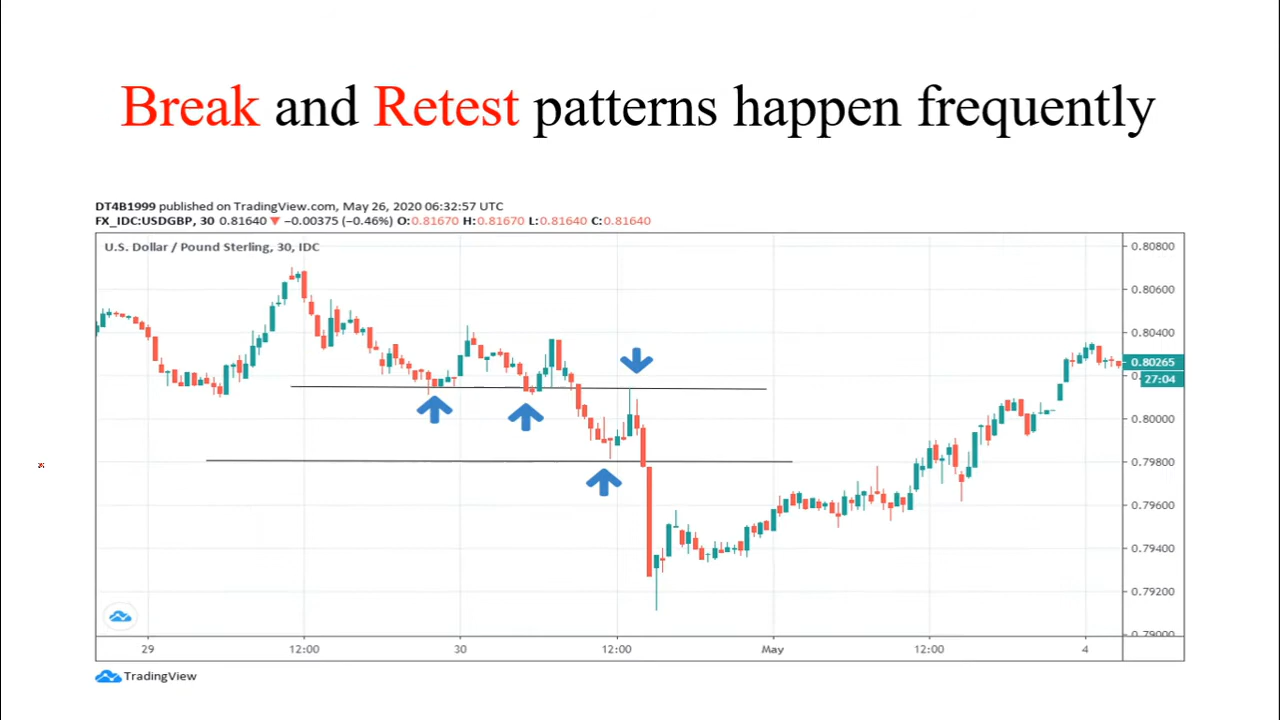 Break and Retest patterns happen frequently
DT4B1999 published on TradingView.com, May 26, 2020 06:32:57 UTC
FX_IDC:USDGBP, 30 0.81640 ▼ −0.00375 (−0.46%) O:0.81670 H:0.81670 L:0.81640 C:0.81640
U.S. Dollar / Pound Sterling, 30, IDC
0.80800
0.80600
0.80400
0.80265
27:04
0.80000
0.79800
0.79600
0.79400
0.79200
0.79000
29 12:00 30 12:00 May 12:00 4
TradingView